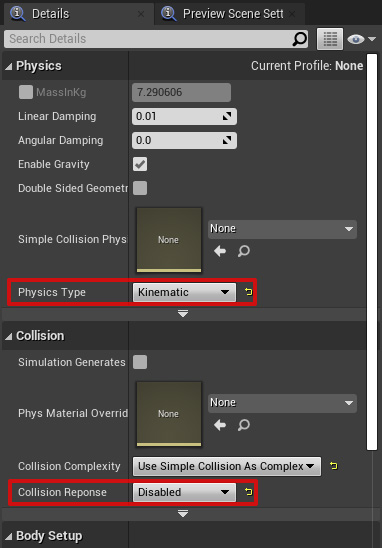 Details
Preview Scene Sett
Search Details
Physics
Current Profile: None
MassInKg
7.290606
Linear Damping
0.01
Angular Damping
0.0
Enable Gravity
Double Sided Geometr
Simple Collision Physi
None
None
Physics Type
Kinematic
Collision
Simulation Generates
Phys Material Overrid
None
None
Collision Complexity
Use Simple Collision As Complex
Collision Reponse
Disabled
Body Setup